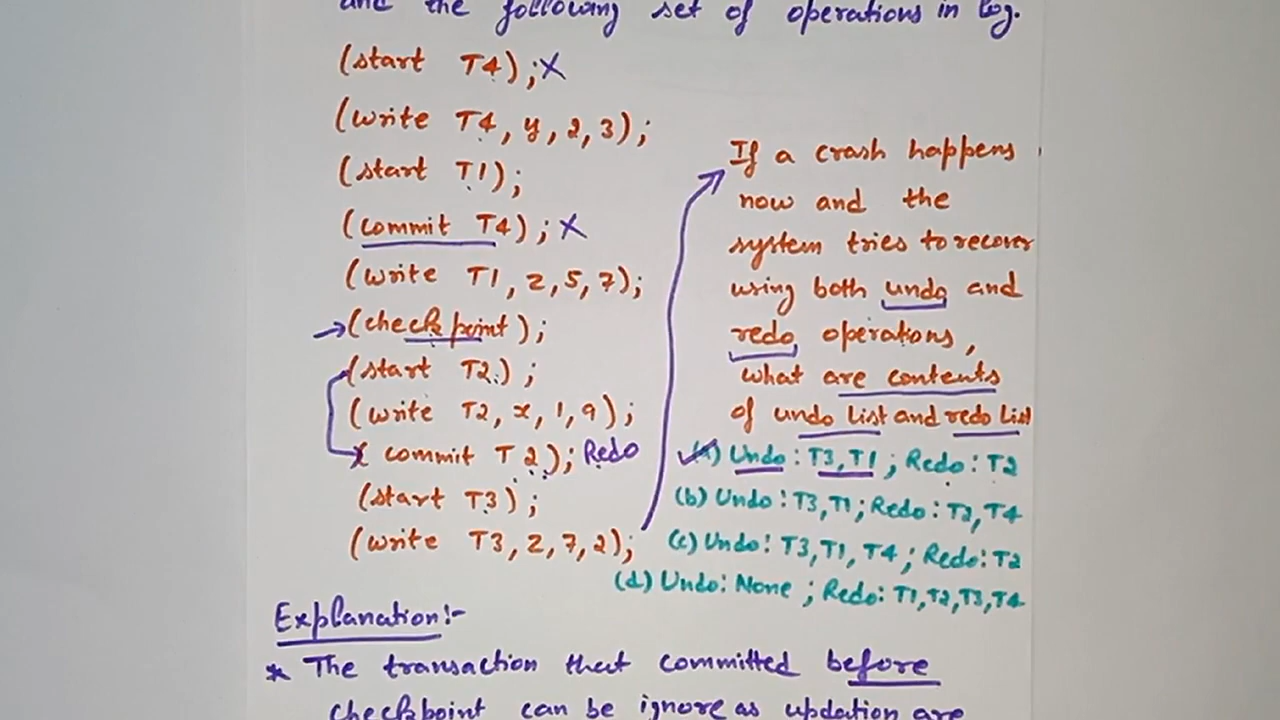 and the following set of operations in log.
(start T4);X
(write T4, y, 2, 3);
(start T1);
(commit T4); X
(write T1, z, 5, 7);
→(check point);
(start T2);
(write T2, x, 1, 9);
( commit T2); Redo
(start T3);
(write T3, z, 7, 2);
If a crash happens
now and the
system tries to recover
using both undo and
redo operations,
what are contents
of undo list and redo list
(a) Undo: T3, T1; Redo: T2
(b) Undo: T3, T1; Redo: T2, T4
(c) Undo: T3, T1, T4; Redo: T2
(d) Undo: None ; Redo: T1, T2, T3, T4
Explanation:-
* The transaction that committed before
checkpoint can be ignore as updation are